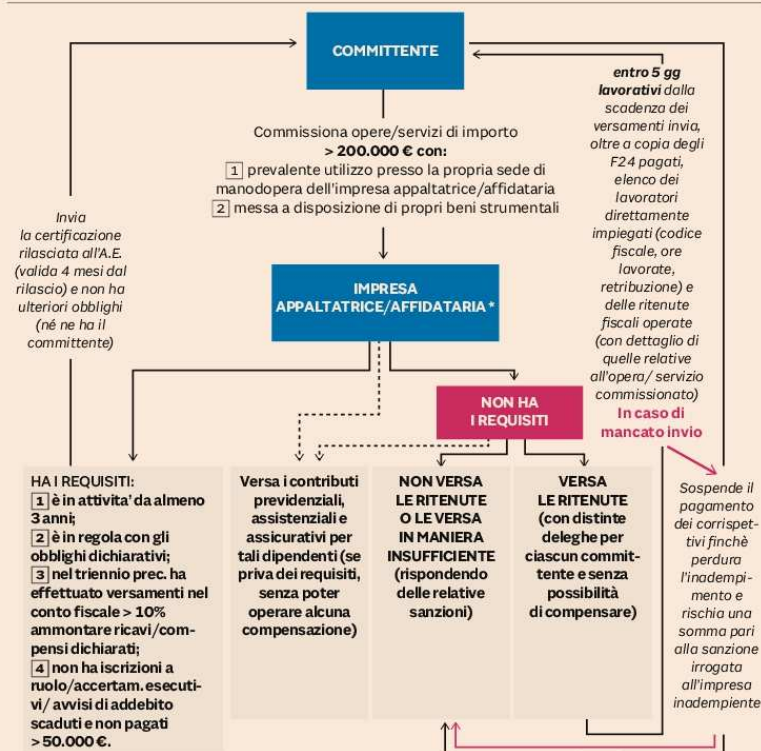 COMMITTENTE
Commissiona opere/servizi di importo
> 200.000 € con:
1 prevalente utilizzo presso la propria sede di
manodopera dell'impresa appaltatrice/affidataria
2 messa a disposizione di propri beni strumentali
Invia
la certificazione
rilasciata all'A.E.
(valida 4 mesi dal
rilascio) e non ha
ulteriori obblighi
(né ne ha il
committente)
entro 5 gg
lavorativi dalla
scadenza dei
versamenti invia,
oltre a copia degli
F24 pagati,
elenco dei
lavoratori
direttamente
impiegati (codice
fiscale, ore
lavorate,
retribuzione) e
delle ritenute
fiscali operate
(con dettaglio di
quelle relative
all'opera/ servizio
commissionato)
In caso di
mancato invio
IMPRESA
APPALTATRICE/AFFIDATARIA *
NON HA
I REQUISITI
HA I REQUISITI:
1 è in attivita' da almeno
3 anni;
2 è in regola con gli
obblighi dichiarativi;
3 nel triennio prec. ha
effettuato versamenti nel
conto fiscale > 10%
ammontare ricavi/com-
pensi dichiarati;
4 non ha iscrizioni a
ruolo/accertam. esecuti-
vi/ avvisi di addebito
scaduti e non pagati
> 50.000 €.
Versa i contributi
previdenziali,
assistenziali e
assicurativi per
tali dipendenti (se
priva dei requisiti,
senza poter
operare alcuna
compensazione)
NON VERSA
LE RITENUTE
O LE VERSA
IN MANIERA
INSUFFICIENTE
(rispondendo
delle relative
sanzioni)
VERSA
LE RITENUTE
(con distinte
deleghe per
ciascun commit-
tente e senza
possibilità
di compensare)
Sospende il
pagamento
dei corrispet-
tivi finchè
perdura
l'inadempi-
mento e
rischia una
somma pari
alla sanzione
irrogata
all'impresa
inadempiente